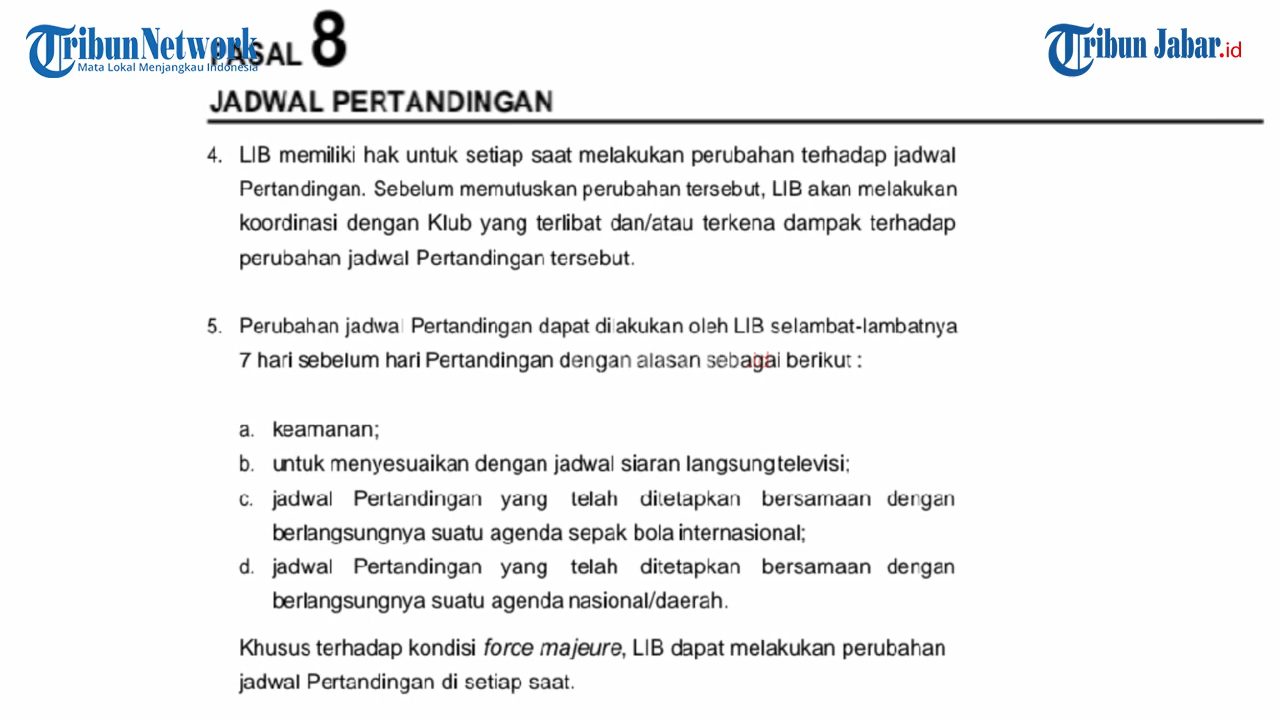 TribunNetwork
Mata Lokal Menjangkau Indonesia
Tribun Jabar.id
PASAL 8
JADWAL PERTANDINGAN
4. LIB memiliki hak untuk setiap saat melakukan perubahan terhadap jadwal
Pertandingan. Sebelum memutuskan perubahan tersebut, LIB akan melakukan
koordinasi dengan Klub yang terlibat dan/atau terkena dampak terhadap
perubahan jadwal Pertandingan tersebut.
5. Perubahan jadwal Pertandingan dapat dilakukan oleh LIB selambat-lambatnya
7 hari sebelum hari Pertandingan dengan alasan sebagai berikut :
a. keamanan;
b. untuk menyesuaikan dengan jadwal siaran langsung televisi;
c. jadwal Pertandingan yang telah ditetapkan bersamaan dengan
berlangsungnya suatu agenda sepak bola internasional;
d. jadwal Pertandingan yang telah ditetapkan bersamaan dengan
berlangsungnya suatu agenda nasional/daerah.
Khusus terhadap kondisi force majeure, LIB dapat melakukan perubahan
jadwal Pertandingan di setiap saat.